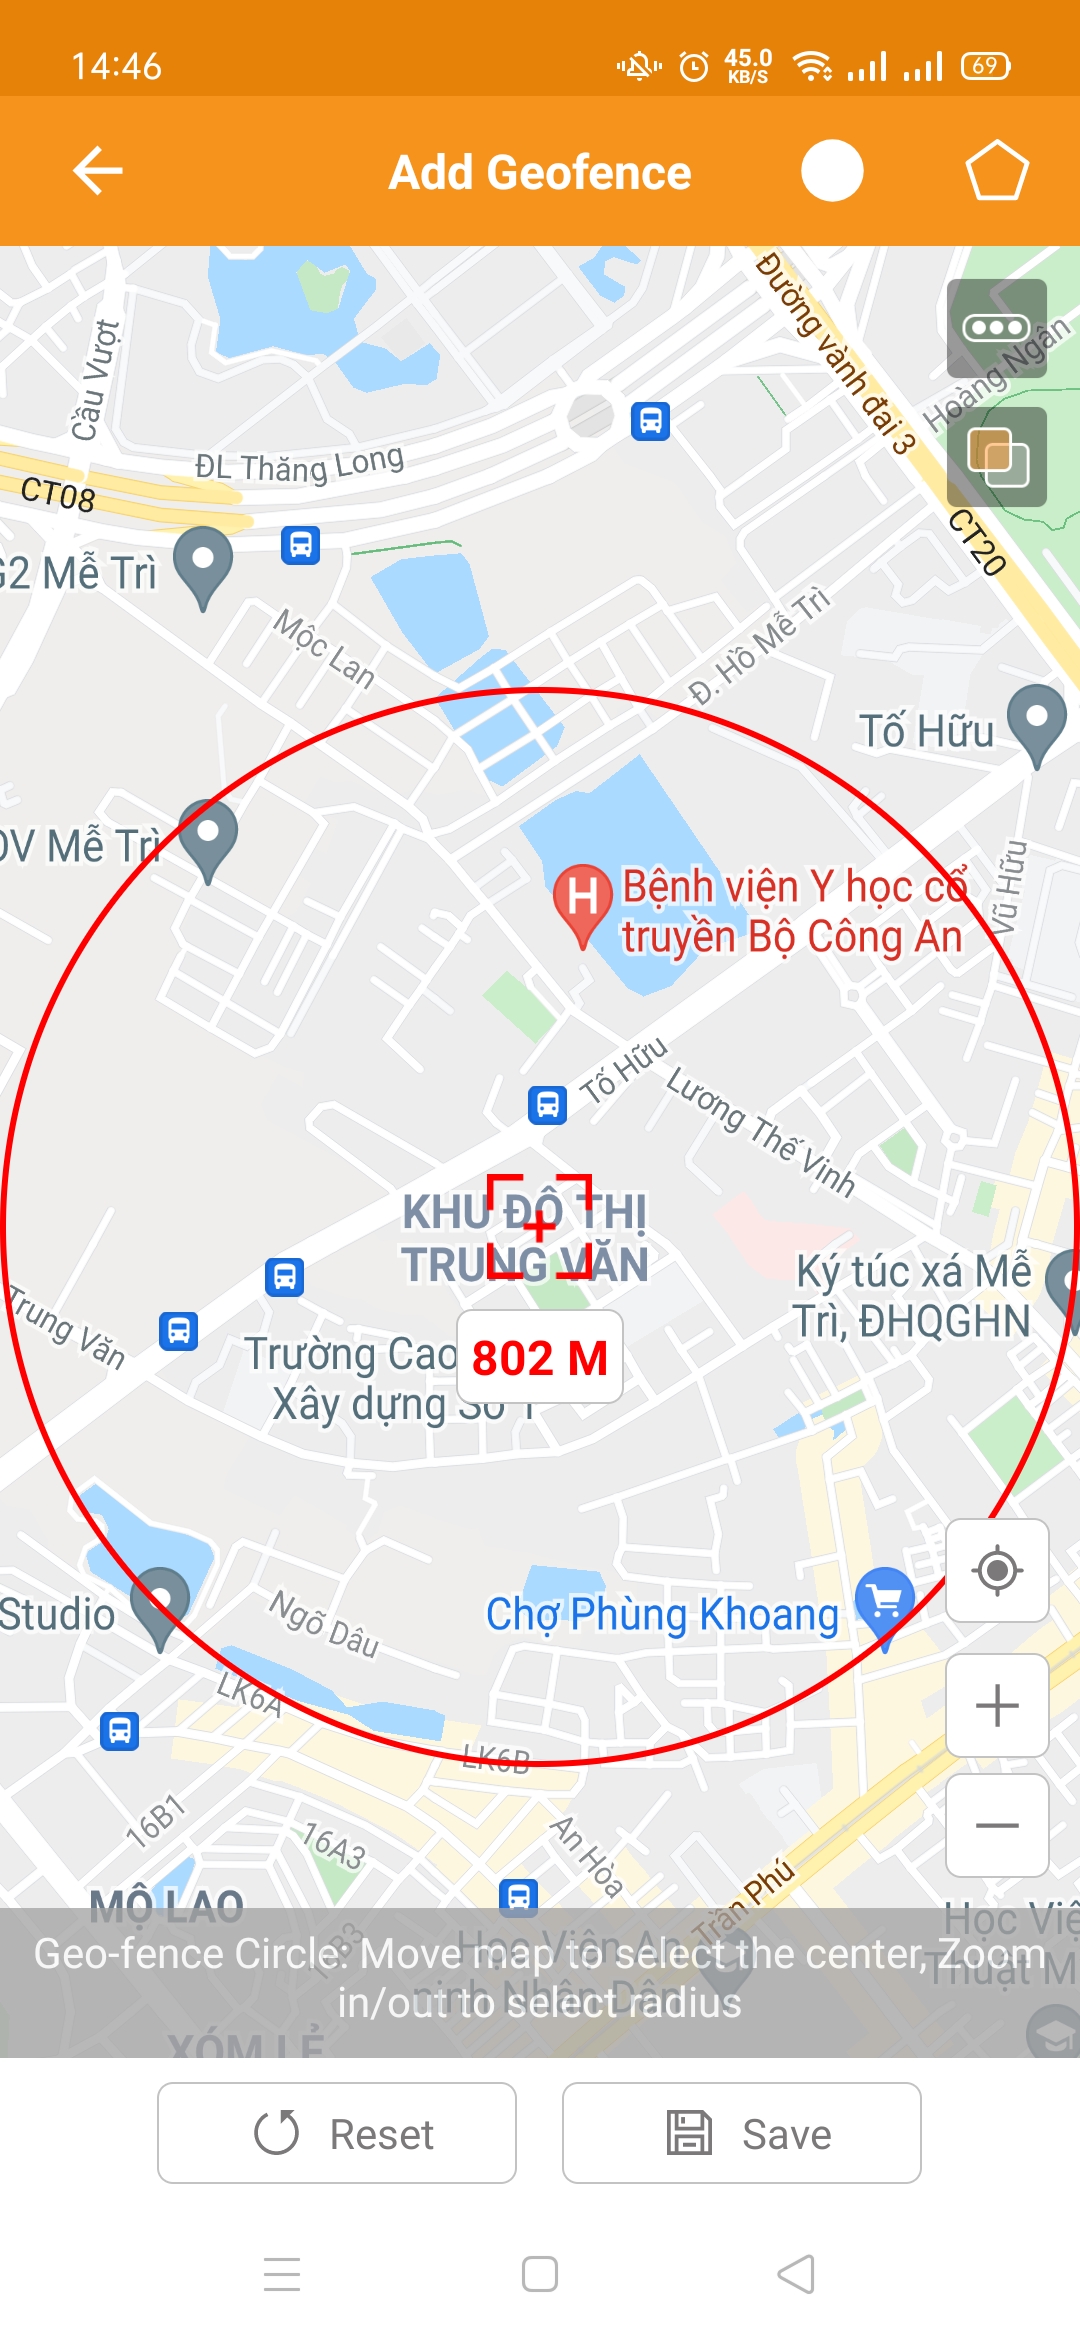 14:46
45.0
KB/S
69
Add Geofence
Đường vành đai 3
Hoàng Ngân
Cầu Vượt
ĐL Thăng Long
CT08
CT20
G2 Mễ Trì
Mộc Lan
Đ. Hồ Mễ Trì
Tố Hữu
Vũ Hữu
Mễ Trì
Bệnh viện Y học cổ
truyền Bộ Công An
Tố Hữu
Lương Thế Vinh
KHU ĐÔ THỊ
TRUNG VĂN
Ký túc xá Mễ
Trì, ĐHQGHN
Trung Văn
Trường Cao
Xây dựng Số 1
802 M
Studio
Ngõ Dâu
Chợ Phùng Khoang
LK6A
LK6B
16B1
16A3
An Hòa
Trần Phú
MỘ LAO
Học Viện An
ninh Nhân Dân
Geo-fence Circle: Move map to select the center, Zoom
in/out to select radius
XÓM LẺ
Reset
Save